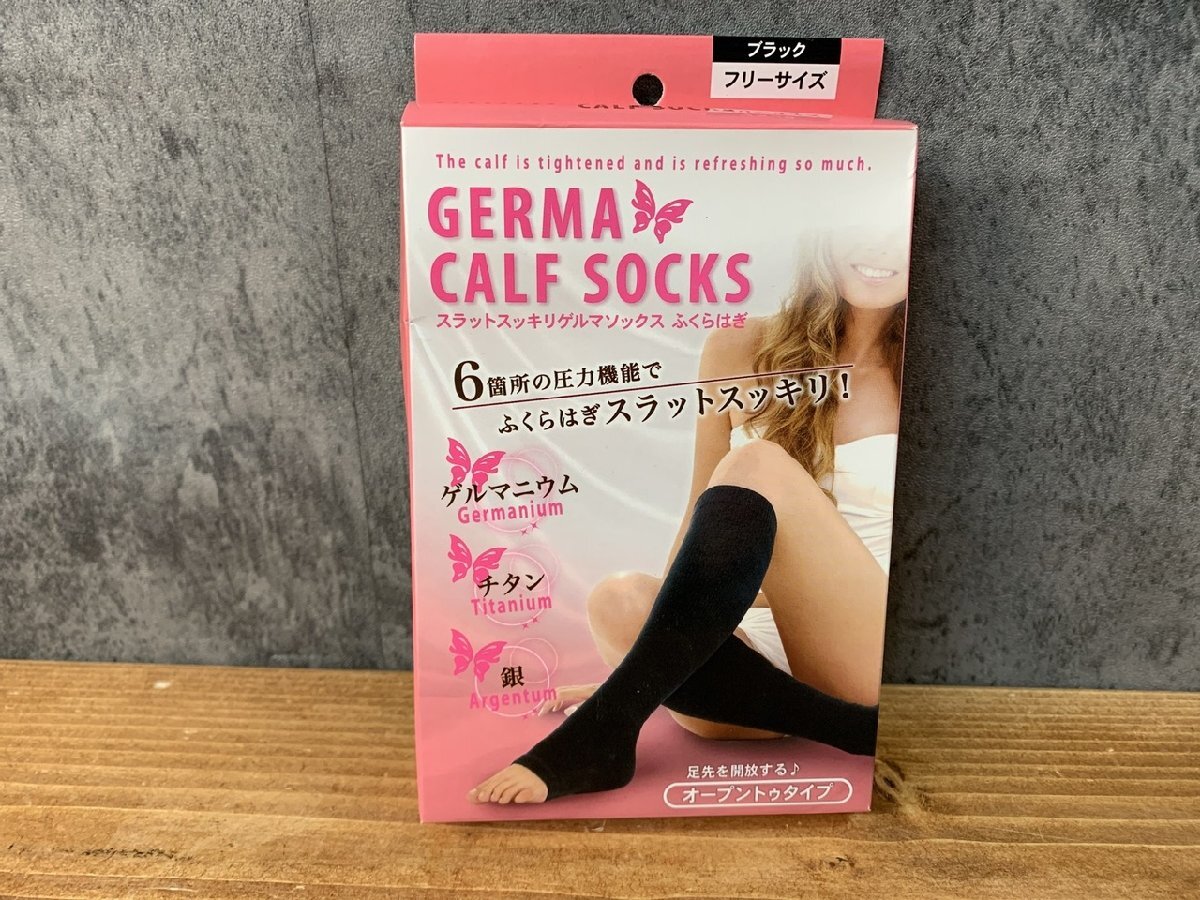 ブラック
フリーサイズ
The calf is tightened and is refreshing so much.
GERMA
CALF SOCKS
スラットスッキリゲルマソックス ふくらはぎ
6箇所の圧力機能で
ふくらはぎスラットスッキリ!
ゲルマニウム
Germanium
チタン
Titanium
銀
Argentum
足先を開放する♪
オープントゥタイプ